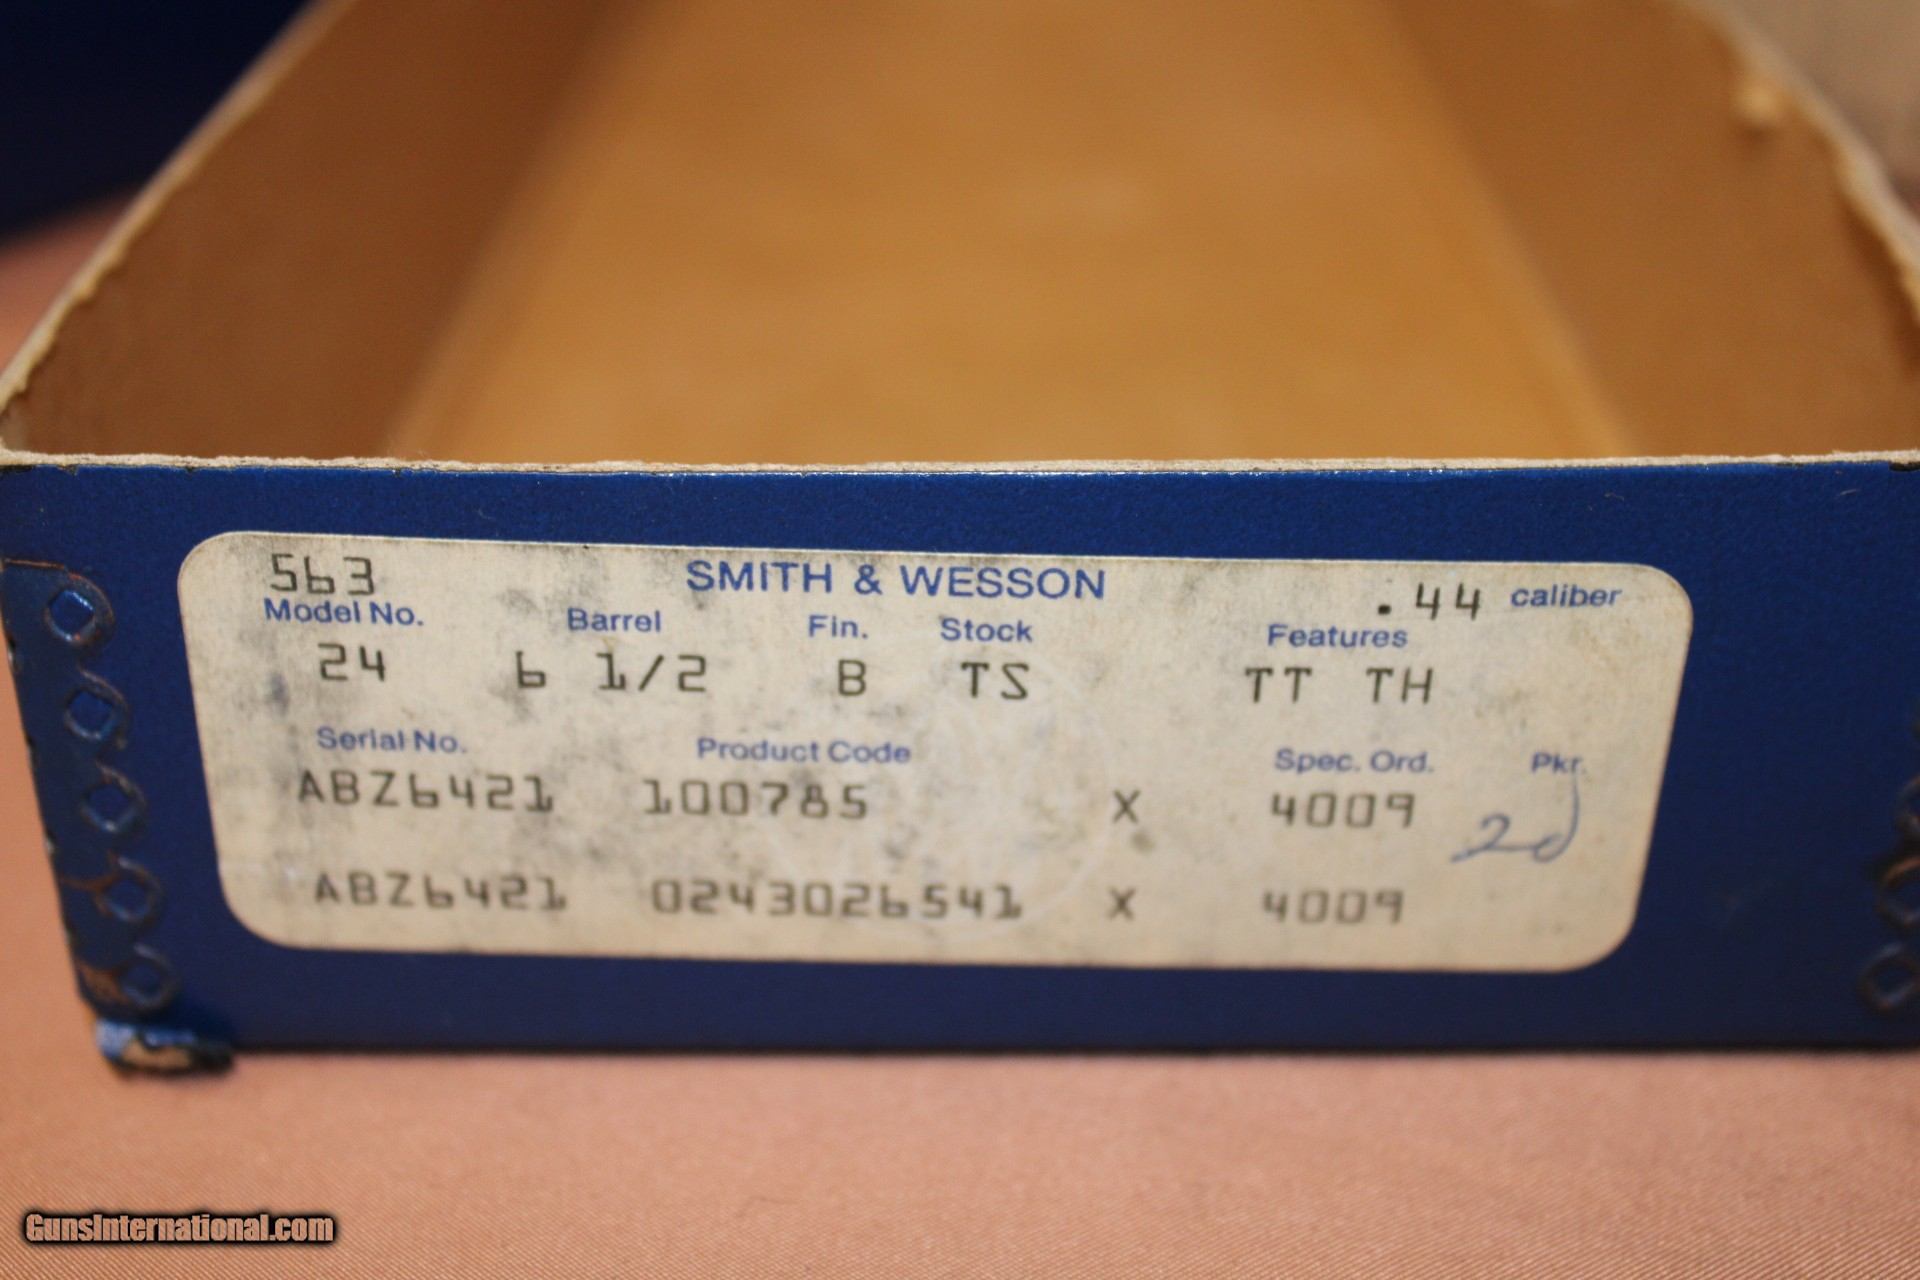 563 SMITH & WESSON .44 caliber
Model No. Barrel Fin. Stock Features
24 6 1/2 B TS TT TH
Serial No. Product Code Spec. Ord. Pkr.
ABZ6421 100785 X 4009
ABZ6421 0243026541 X 4009
GunsInternational.com